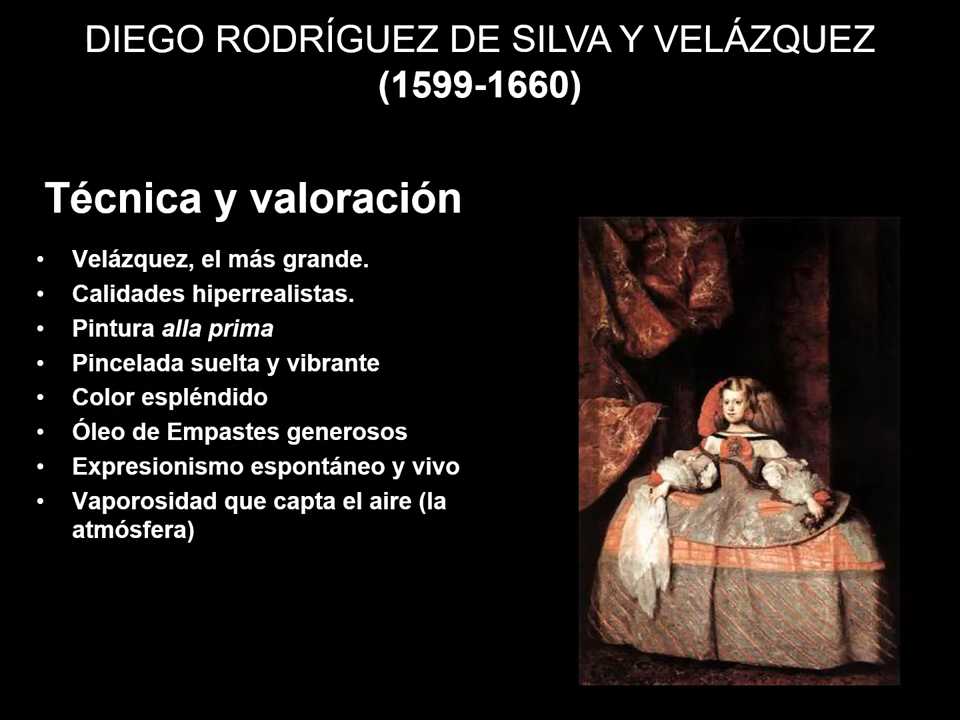 DIEGO RODRÍGUEZ DE SILVA Y VELÁZQUEZ
(1599-1660)
Técnica y valoración
• Velázquez, el más grande.
• Calidades hiperrealistas.
• Pintura alla prima
• Pincelada suelta y vibrante
• Color espléndido
• Óleo de Empastes generosos
• Expresionismo espontáneo y vivo
• Vaporosidad que capta el aire (la
atmósfera)